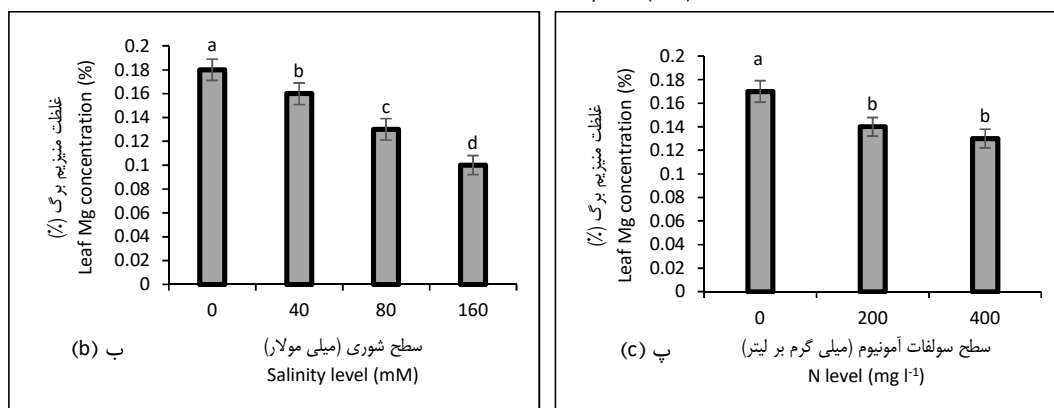 غلظت منیزیم برگ (%)
Leaf Mg concentration (%)
0.2
0.18
0.16
0.14
0.12
0.1
0.08
0.06
0.04
0.02
0
a
b
c
d
0 40 80 160
سطح شوری (میلی مولار)
Salinity level (mM)
ب (b)
غلظت منیزیم برگ (%)
Leaf Mg concentration (%)
0.2
0.18
0.16
0.14
0.12
0.1
0.08
0.06
0.04
0.02
0
a
b
b
0 200 400
سطح سولفات آمونیوم (میلی گرم بر لیتر)
N level (mg l⁻¹)
پ (c)